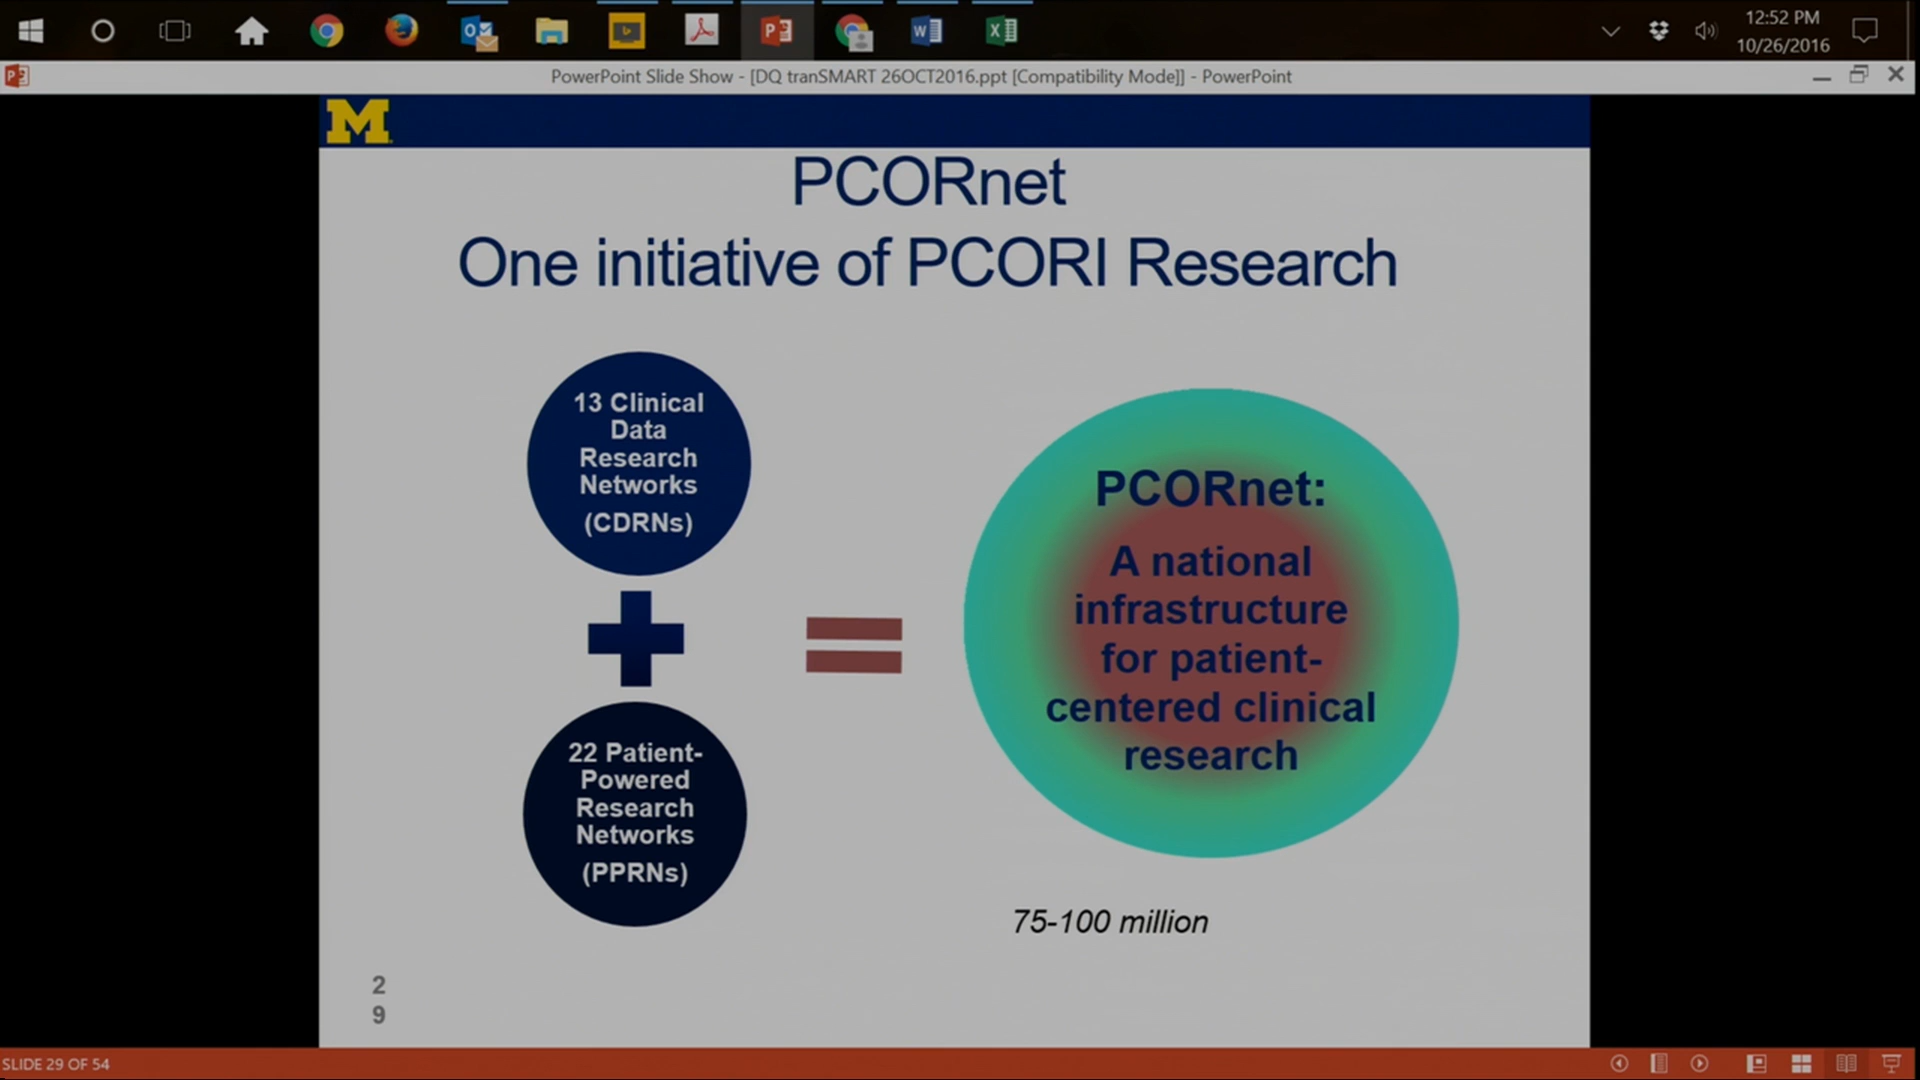 12:52 PM
10/26/2016
PowerPoint Slide Show - [DQ tranSMART 26OCT2016.ppt [Compatibility Mode]] - PowerPoint
M
PCORnet
One initiative of PCORI Research
13 Clinical
Data
Research
Networks
(CDRNs)
22 Patient-
Powered
Research
Networks
(PPRNs)
PCORnet:
A national
infrastructure
for patient-
centered clinical
research
75-100 million
2
9
SLIDE 29 OF 54